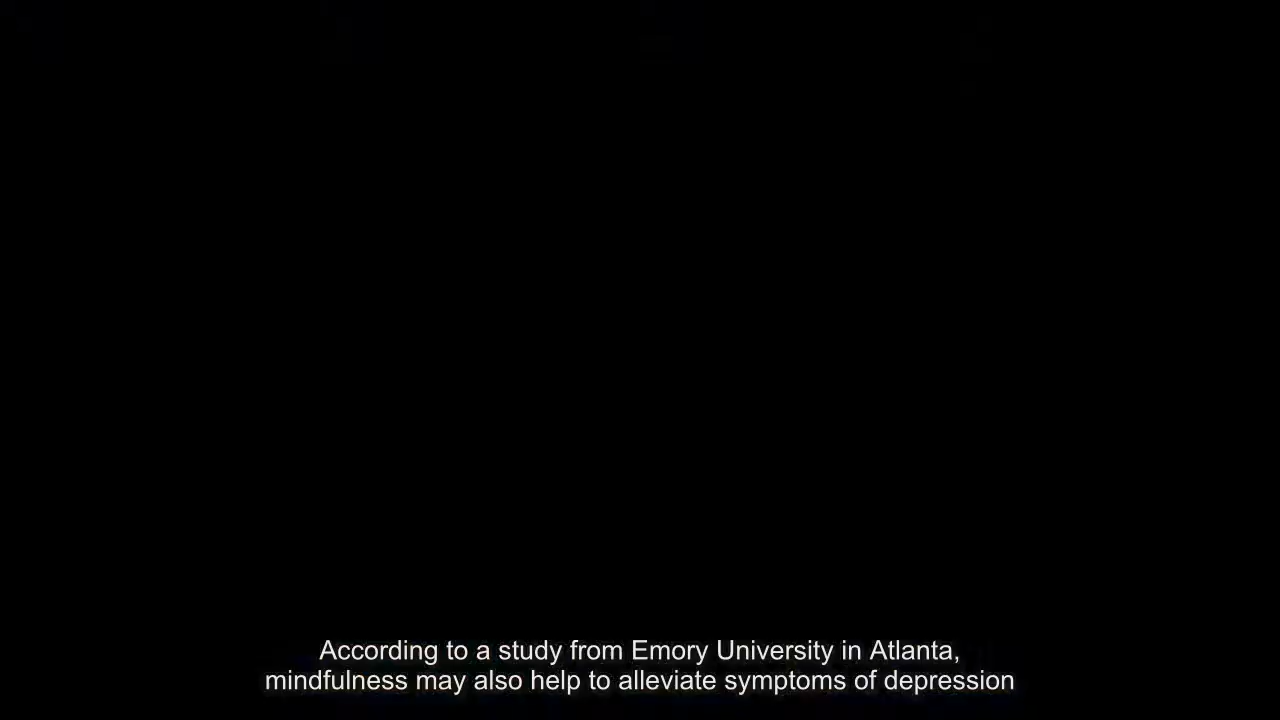 According to a study from Emory University in Atlanta,
mindfulness may also help to alleviate symptoms of depression